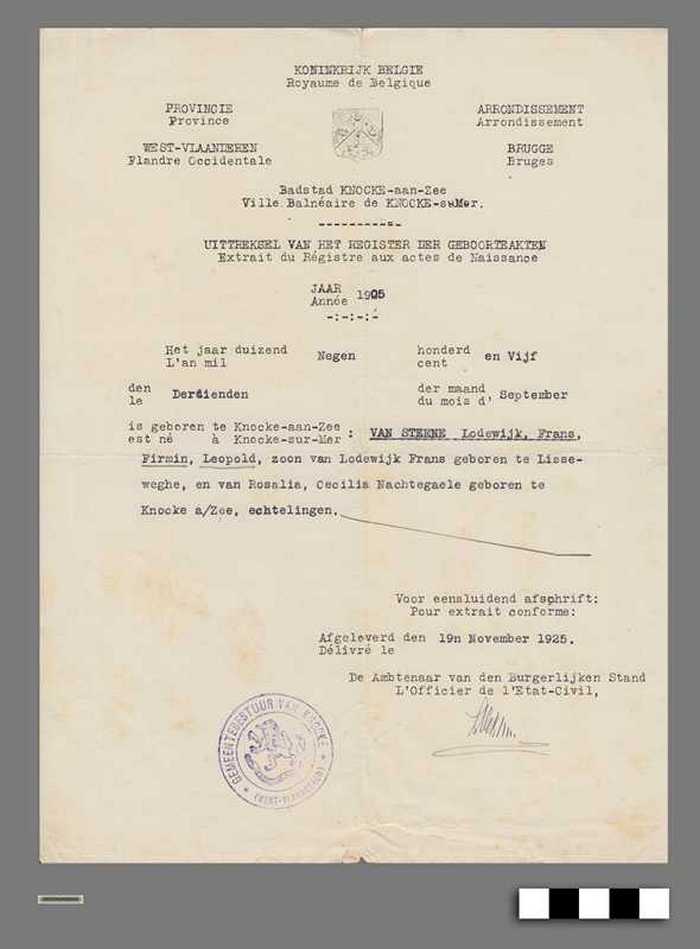 KONINKRIJK BELGIE
Royaume de Belgique
PROVINCIE
Province
ARRONDISSEMENT
Arrondissement
WEST-VLAANDEREN
Flandre Occidentale
BRUGGE
Bruges
Badstad KNOCKE-aan-Zee
Ville Balnéaire de KNOCKE-suMer.
UITTREKSEL VAN HET REGISTER DER GEBOORTEAKTEN
Extrait du Régistre aux actes de Naissance
JAAR
Année 1905
-:-:-:-
Het jaar duizend Negen honderd en Vijf
L'an mil cent
den Derdienden der maand September
le du mois d'
is geboren te Knocke-aan-Zee : VAN STEENE Lodewijk, Frans,
est né à Knocke-sur-Mer
Firmin, Leopold, zoon van Lodewijk Frans geboren te Lisse-
weghe, en van Rosalia, Cecilia Nachtegaele geboren te
Knocke a/Zee, echtelingen.
Voor eensluidend afschrift:
Pour extrait conforme:
Afgeleverd den 19n November 1925.
Délivré le
De Ambtenaar van den Burgerlijken Stand
L'Officier de l'Etat-Civil,
GEMEENTEBESTUUR VAN KNOCKE
(WEST-VLAANDEREN)